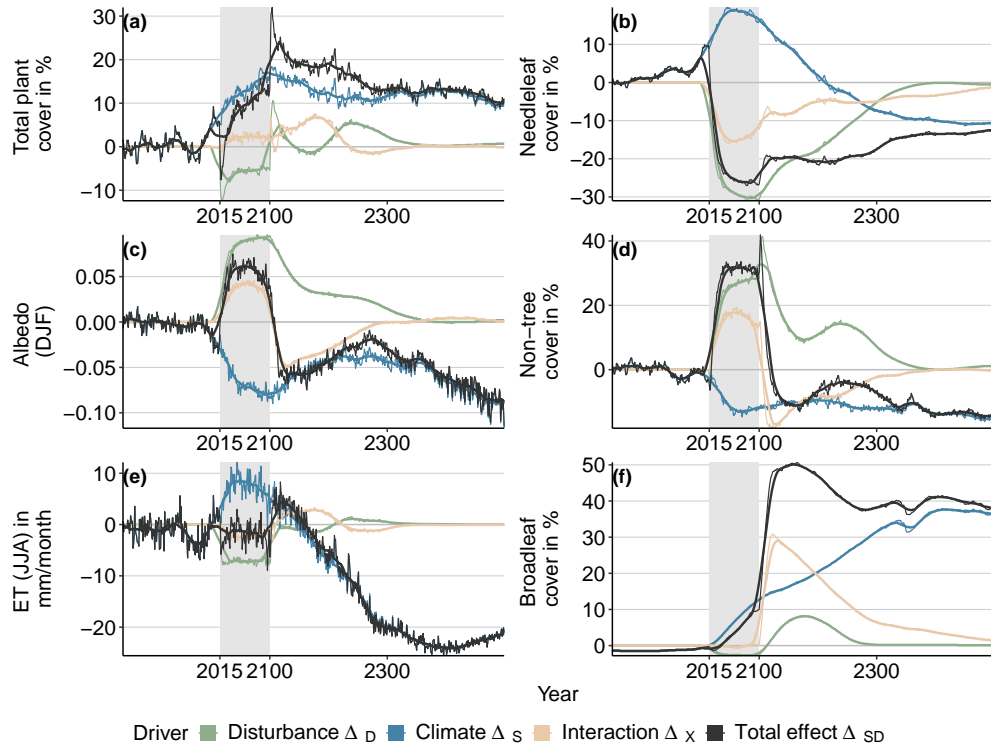 (a)
30
20
10
0
−10
Total plant
cover in %
2015 2100 2300
(b)
10
0
−10
−20
−30
Needleleaf
cover in %
2015 2100 2300
(c)
0.05
0.00
−0.05
−0.10
Albedo
(DJF)
2015 2100 2300
(d)
40
20
0
Non−tree
cover in %
2015 2100 2300
(e)
10
0
−10
−20
ET (JJA) in
mm/month
2015 2100 2300
(f)
50
40
30
20
10
0
Broadleaf
cover in %
2015 2100 2300
Year
Driver Disturbance Δ D Climate Δ S Interaction Δ X Total effect Δ SD